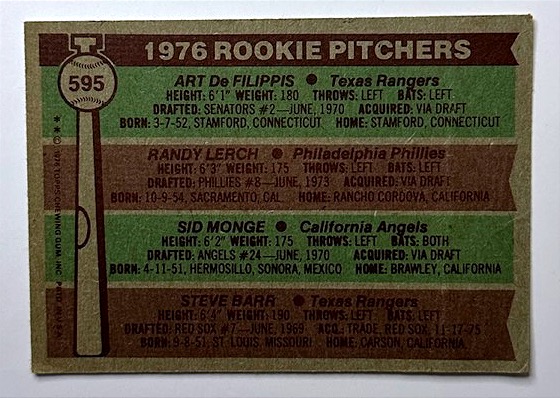 1976 ROOKIE PITCHERS
595
ART De FILIPPIS ● Texas Rangers
HEIGHT: 6'1" WEIGHT: 180 THROWS: LEFT BATS: LEFT
DRAFTED: SENATORS #2—JUNE, 1970 ACQUIRED: VIA DRAFT
BORN: 3-7-52, STAMFORD, CONNECTICUT HOME: STAMFORD, CONNECTICUT
RANDY LERCH ● Philadelphia Phillies
HEIGHT: 6'3" WEIGHT: 175 THROWS: LEFT BATS: LEFT
DRAFTED: PHILLIES #8—JUNE, 1973 ACQUIRED: VIA DRAFT
BORN: 10-9-54, SACRAMENTO, CAL. HOME: RANCHO CORDOVA, CALIFORNIA
SID MONGE ● California Angels
HEIGHT: 6'2" WEIGHT: 175 THROWS: LEFT BATS: BOTH
DRAFTED: ANGELS #24—JUNE, 1970 ACQUIRED: VIA DRAFT
BORN: 4-11-51, HERMOSILLO, SONORA, MEXICO HOME: BRAWLEY, CALIFORNIA
STEVE BARR ● Texas Rangers
HEIGHT: 6'4" WEIGHT: 190 THROWS: LEFT BATS: LEFT
DRAFTED: RED SOX #7—JUNE, 1969 ACQ.: TRADE, RED SOX, 11-17-75
BORN: 9-8-51, ST. LOUIS, MISSOURI HOME: CARSON, CALIFORNIA
T
* * © 1976 TOPPS CHEWING GUM, INC. PRTD. IN U.S.A.